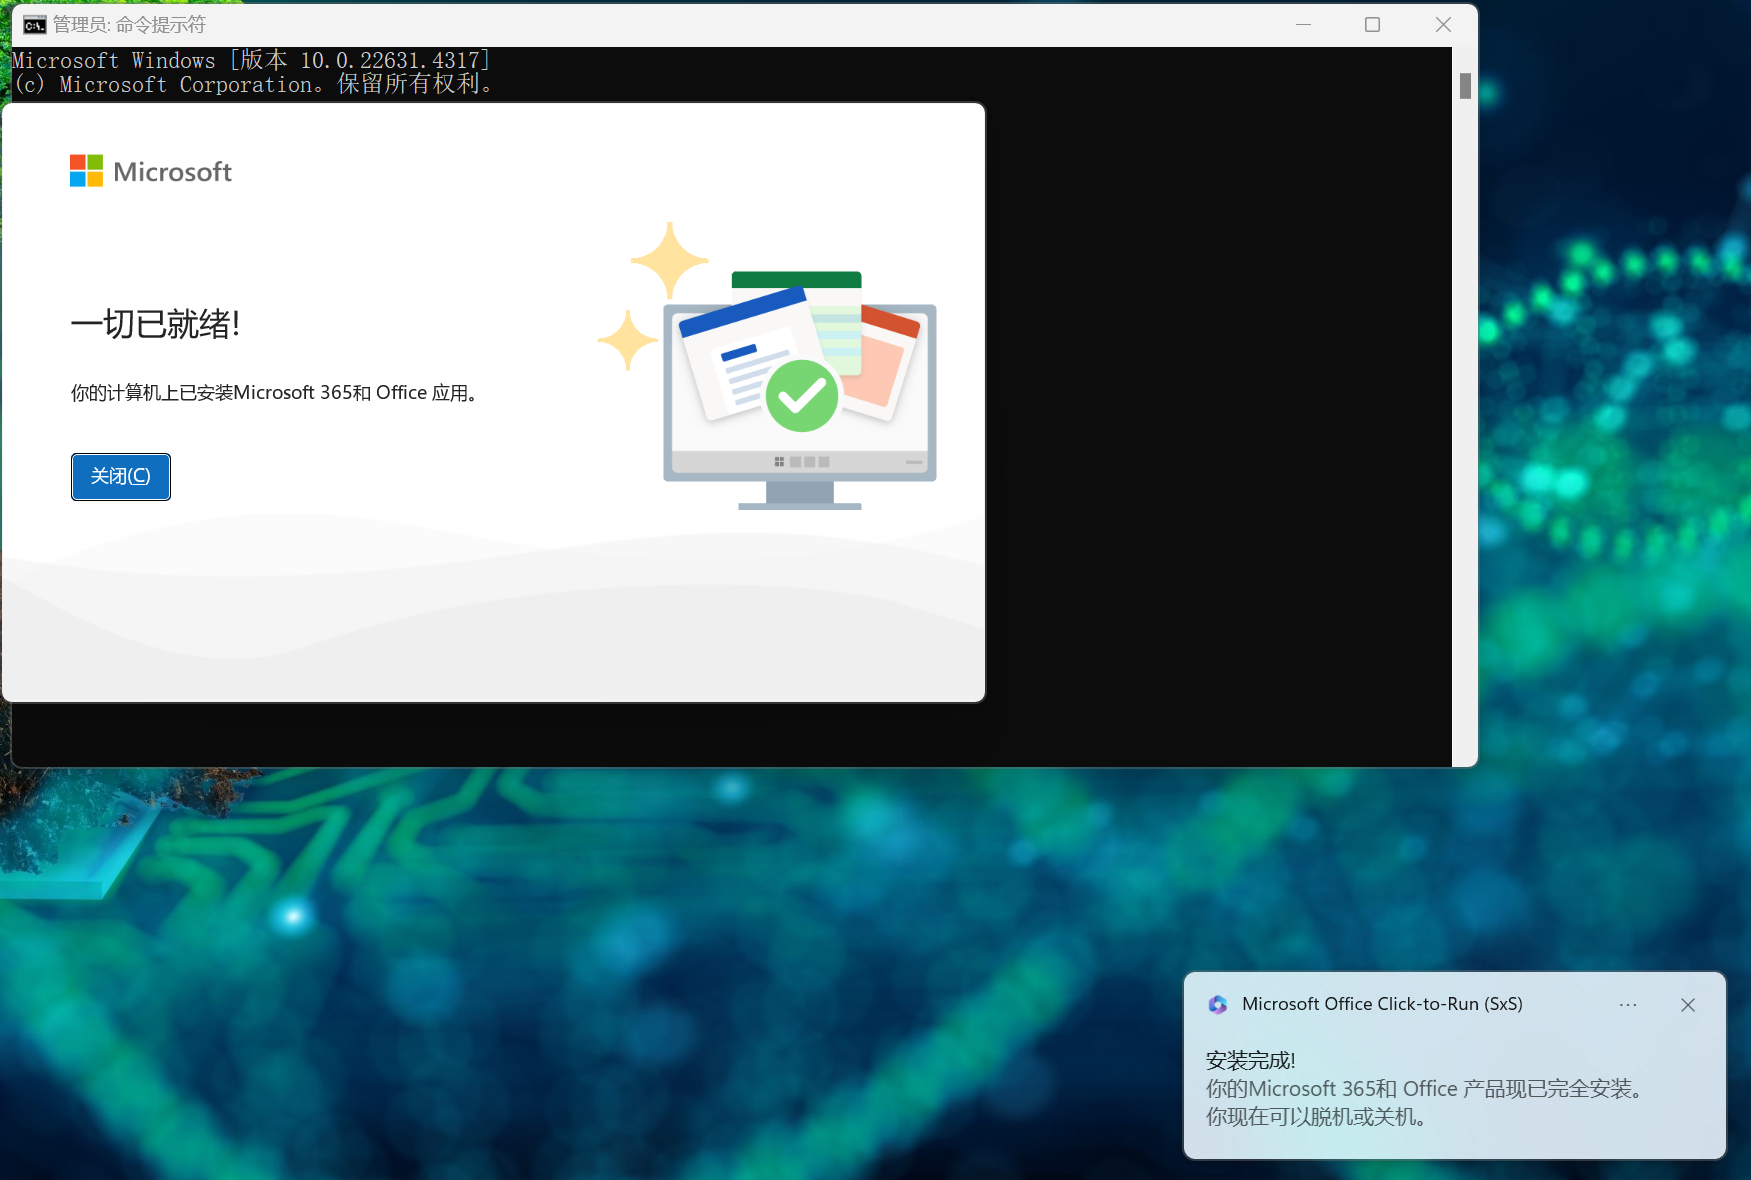 管理员: 命令提示符
Microsoft Windows [版本 10.0.22631.4317]
(c) Microsoft Corporation。保留所有权利。
Microsoft
一切已就绪!
你的计算机上已安装Microsoft 365和 Office 应用。
关闭(C)
Microsoft Office Click-to-Run (SxS)
安装完成!
你的Microsoft 365和 Office 产品现已完全安装。
你现在可以脱机或关机。